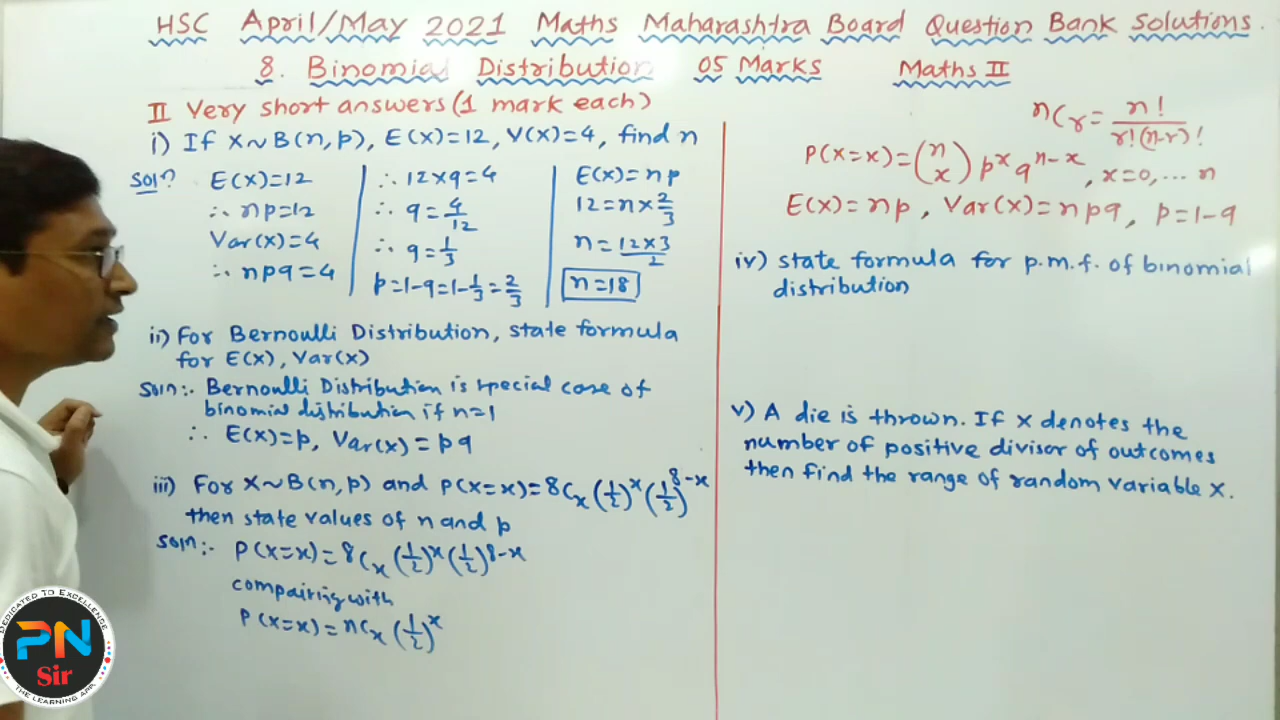 HSC April/May 2021 Maths Maharashtra Board Question Bank Solutions.
8. Binomial Distribution 05 Marks Maths II
II Very short answers (1 mark each)
i) If X~B(n,p), E(X)=12, V(X)=4, find n
Sol?
E(X)=12
∴ np=12
Var(X)=4
∴ npq=4
∴ 12×q=4
∴ q=4/12
∴ q=1/3
p=1-q=1-1/3=2/3
E(X)=np
12=n×2/3
n=12×3/2
n=18
ii) For Bernoulli Distribution, state formula
for E(X), Var(X)
Soln:- Bernoulli Distribution is special case of
binomial distribution if n=1
∴ E(X)=p, Var(X)=pq
iii) For X~B(n,p) and P(X=x)=8Cₓ(1/2)^x(1/2)^8-x
then state values of n and p
Soln:- P(X=x)=8Cₓ(1/2)^x(1/2)^8-x
compairing with
P(X=x)=nCₓ(1/2)^x
nCr=n!/r!(n-r)!
P(X=x)=(n x) p^x q^n-x, x=0,... n
E(X)=np, Var(X)=npq, p=1-q
iv) state formula for p.m.f. of binomial
distribution
v) A die is thrown. If X denotes the
number of positive divisor of outcomes
then find the range of random variable X.
DEDICATED TO EXCELLENCE
PN
Sir
THE LEARNING APP